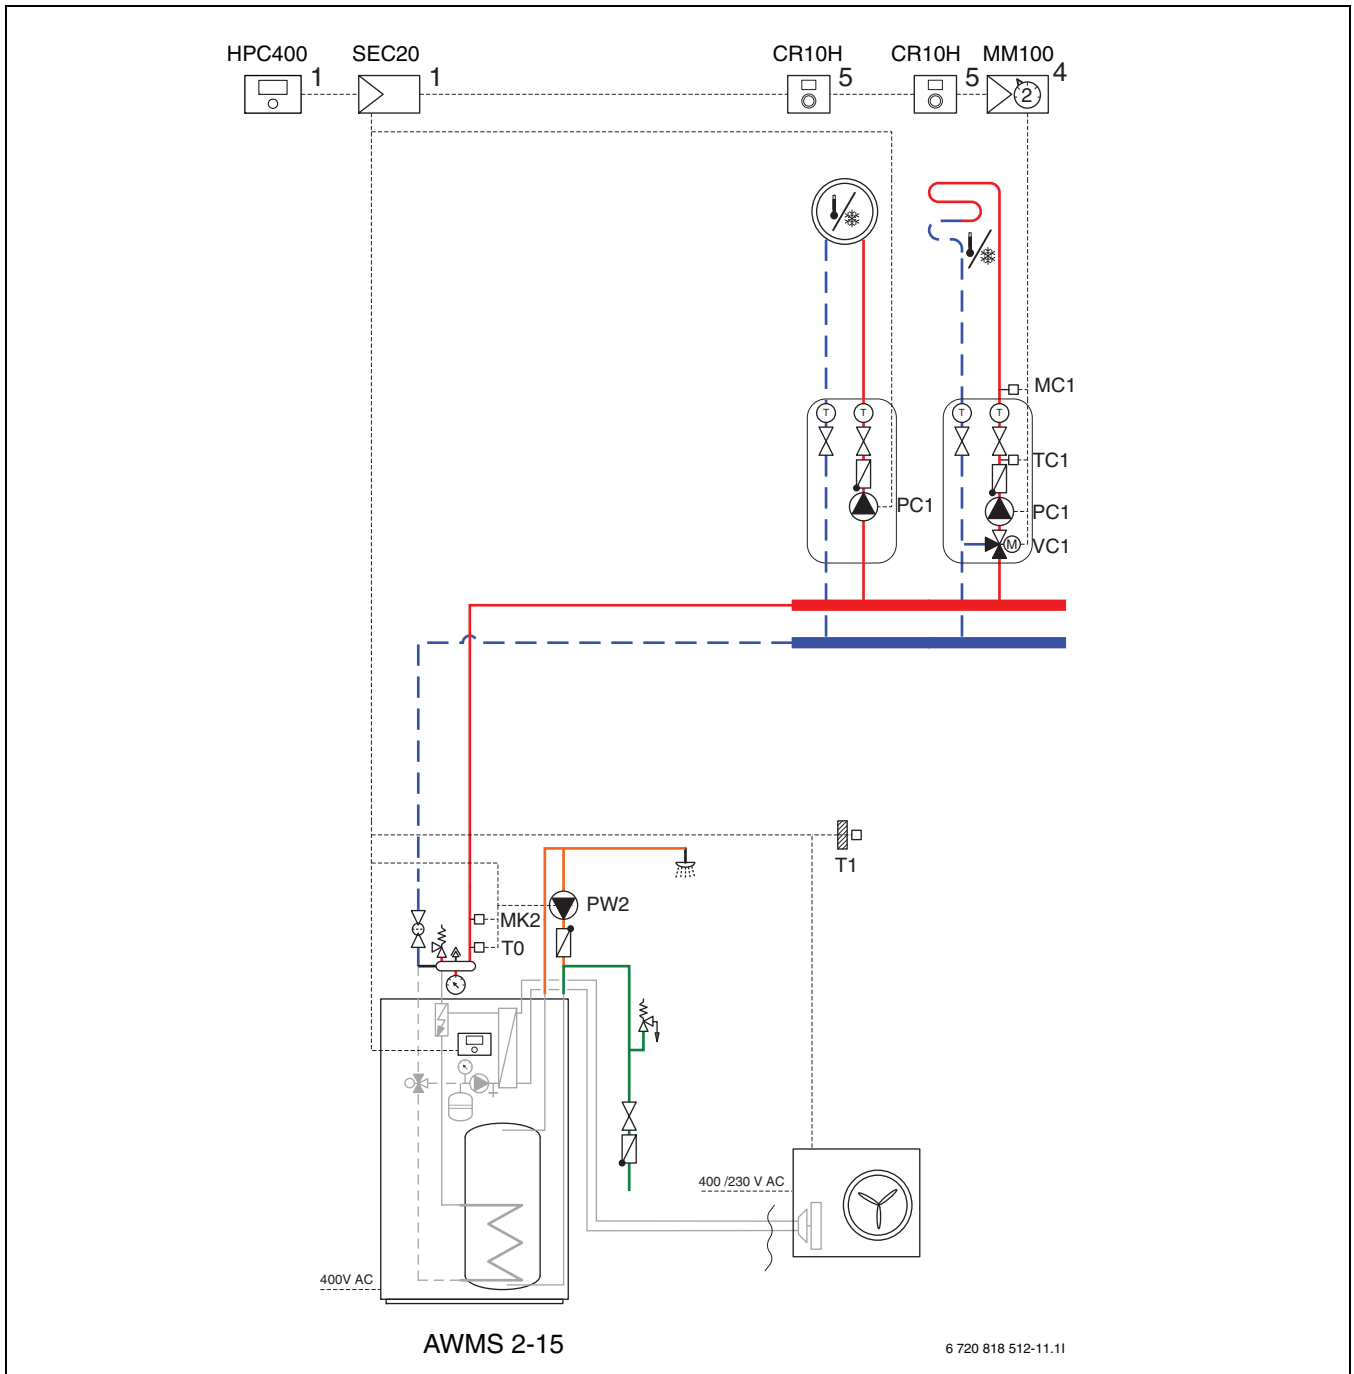 HPC400 1
SEC20 1
CR10H 5
CR10H 5
MM100 4
2
MC1
T T
T T
TC1
PC1
PC1
M VC1
T1
PW2
MK2
T0
400 /230 V AC
400V AC
AWMS 2-15
6 720 818 512-11.1I